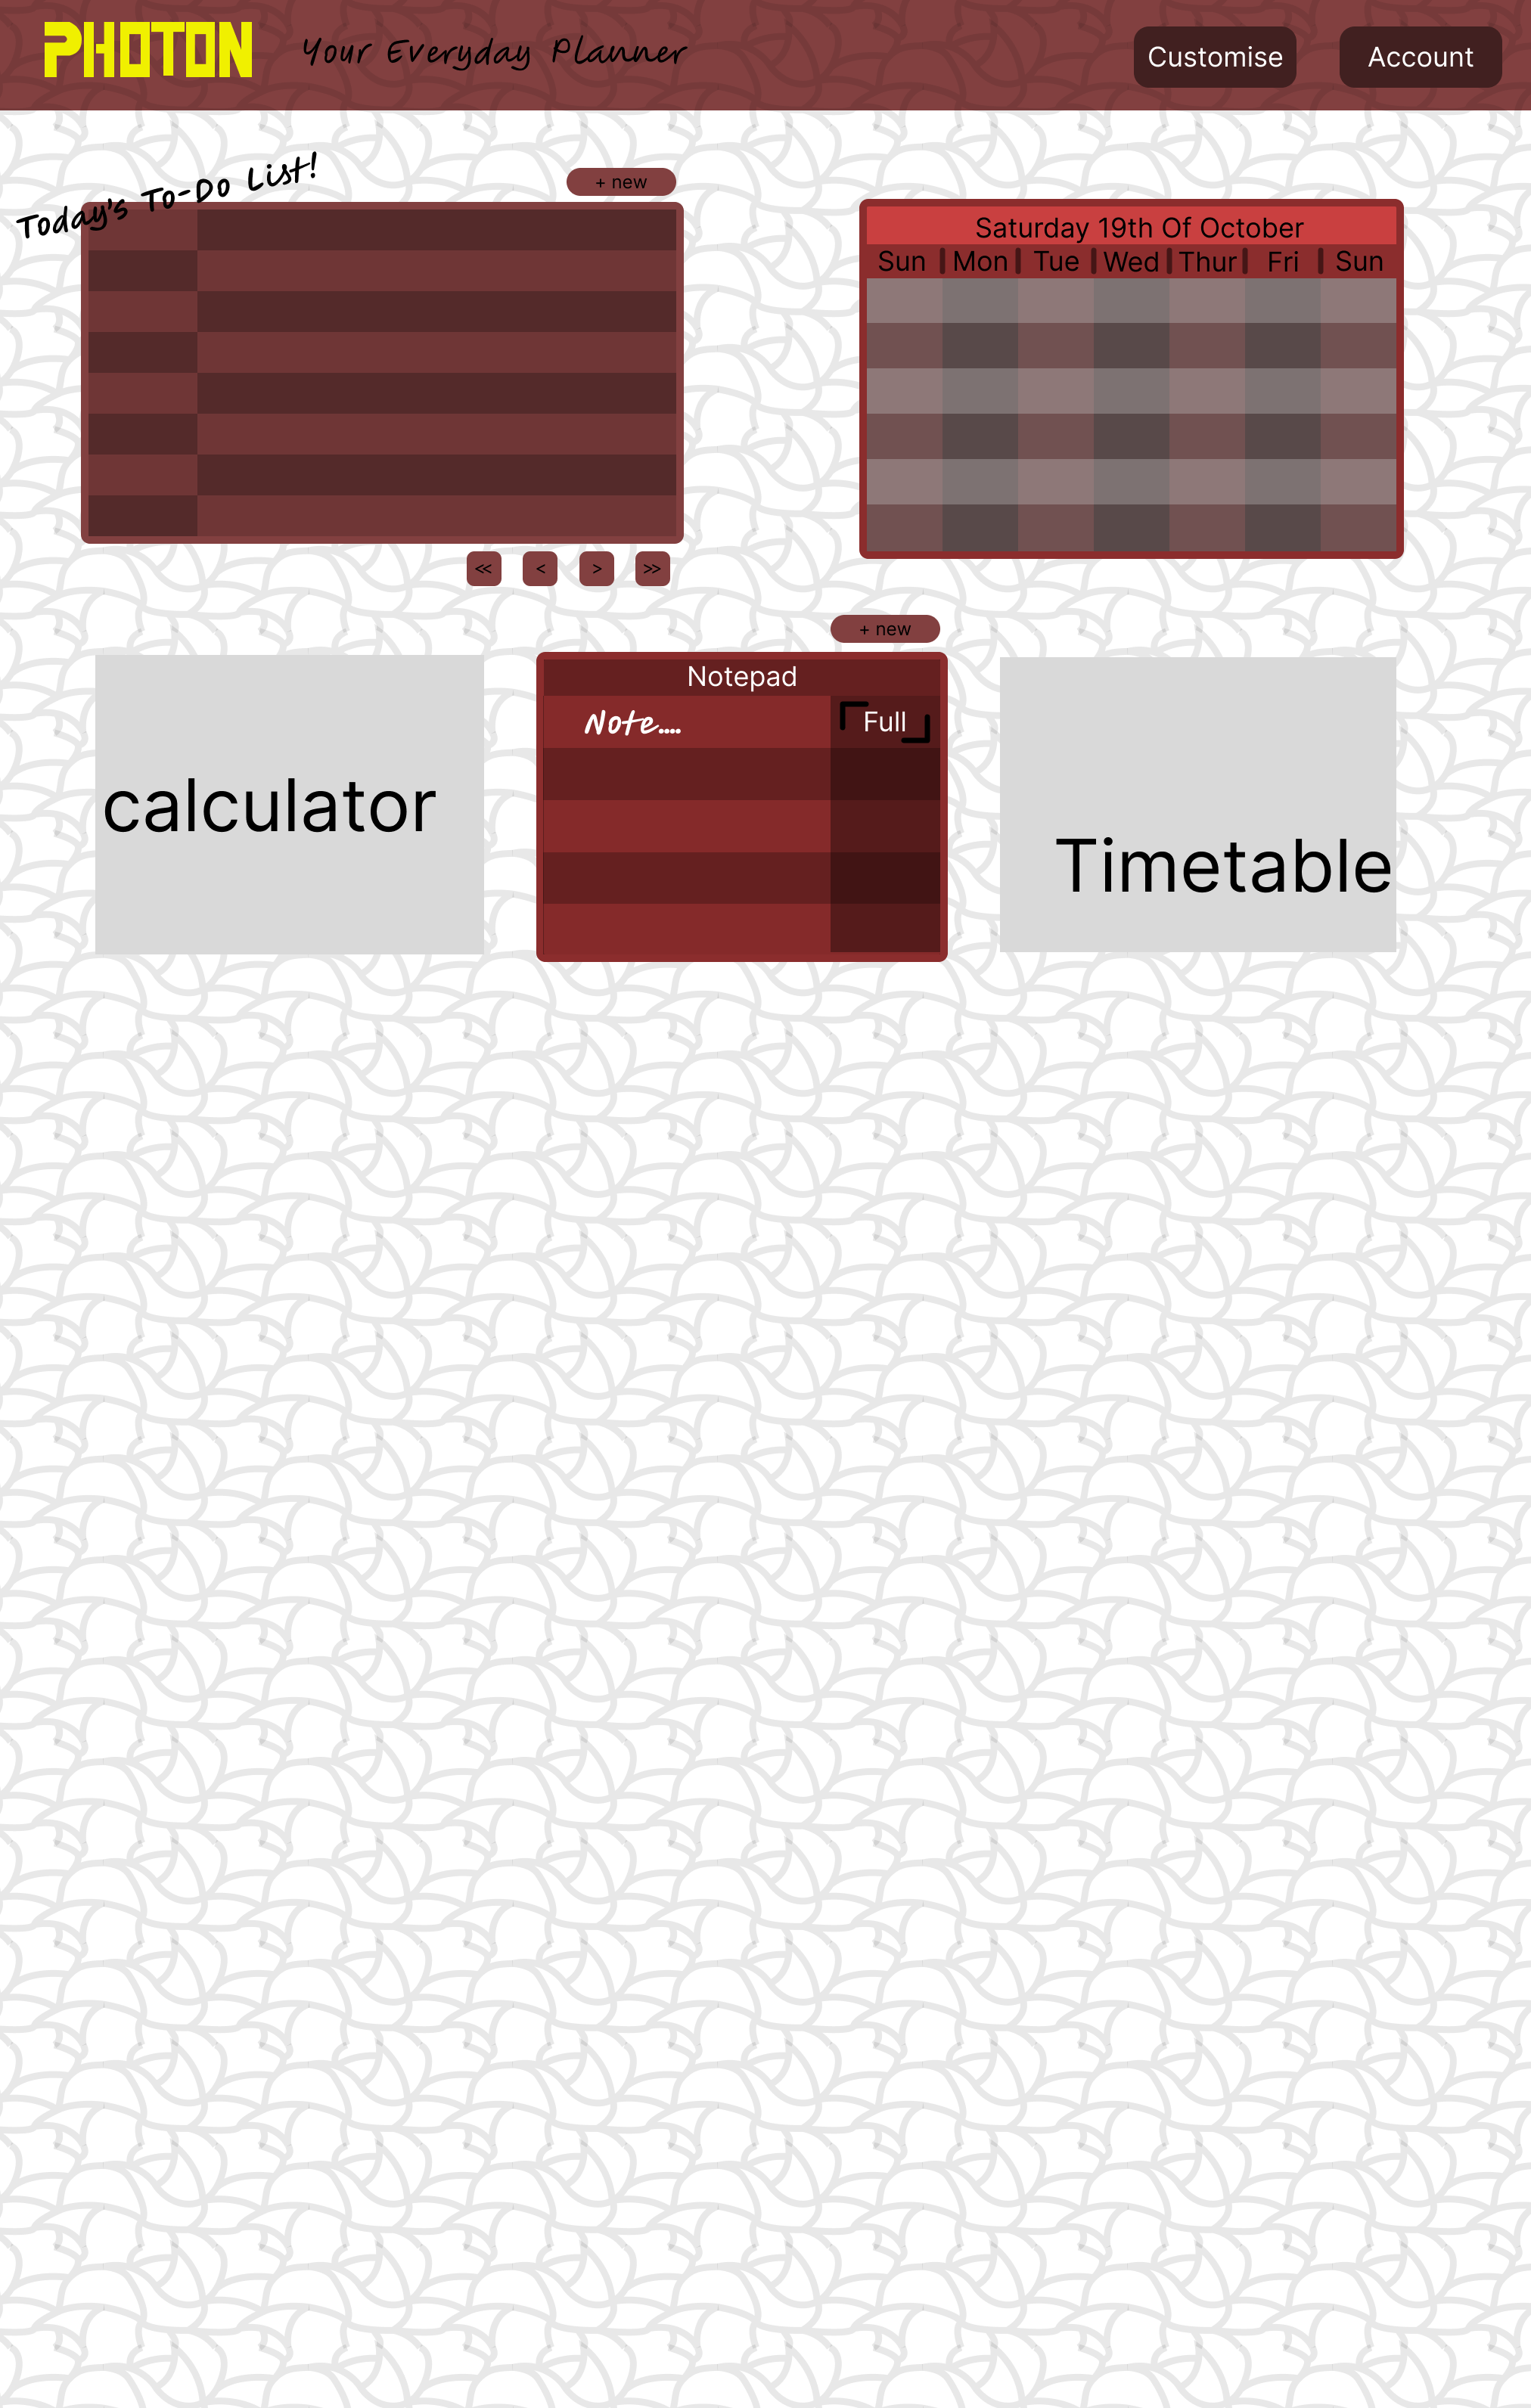 PHOTON
Your Everyday Planner
Customise
Account
Today's To-Do List!
+ new
Saturday 19th Of October
Sun Mon Tue Wed Thur Fri Sun
<< < > >>
+ new
Notepad
Note....
Full
calculator
Timetable